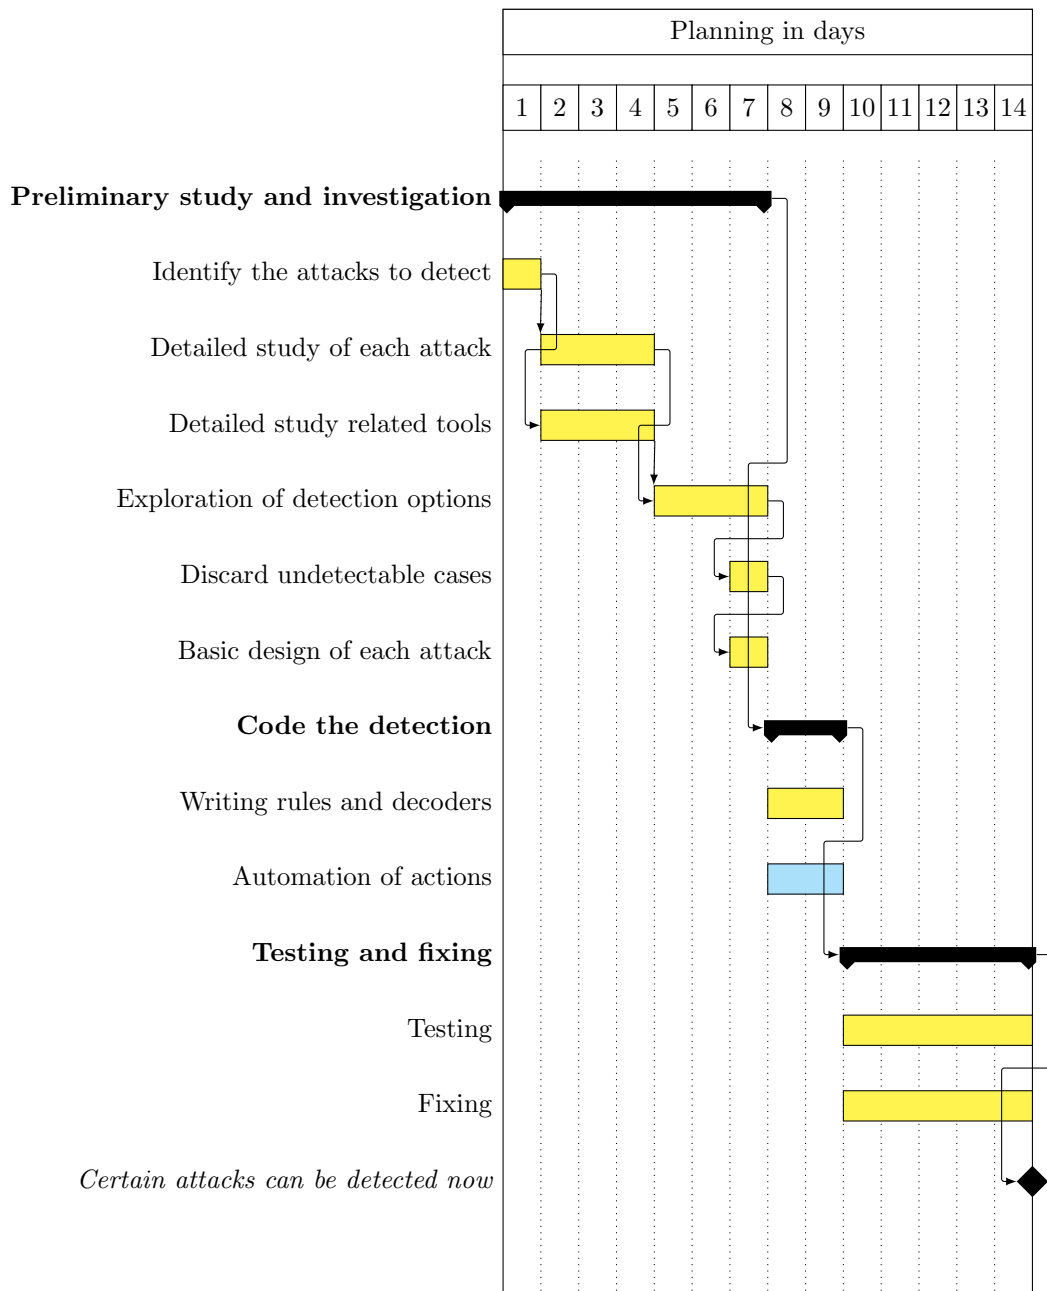 Planning in days
1 2 3 4 5 6 7 8 9 10 11 12 13 14
Preliminary study and investigation
Identify the attacks to detect
Detailed study of each attack
Detailed study related tools
Exploration of detection options
Discard undetectable cases
Basic design of each attack
Code the detection
Writing rules and decoders
Automation of actions
Testing and fixing
Testing
Fixing
Certain attacks can be detected now